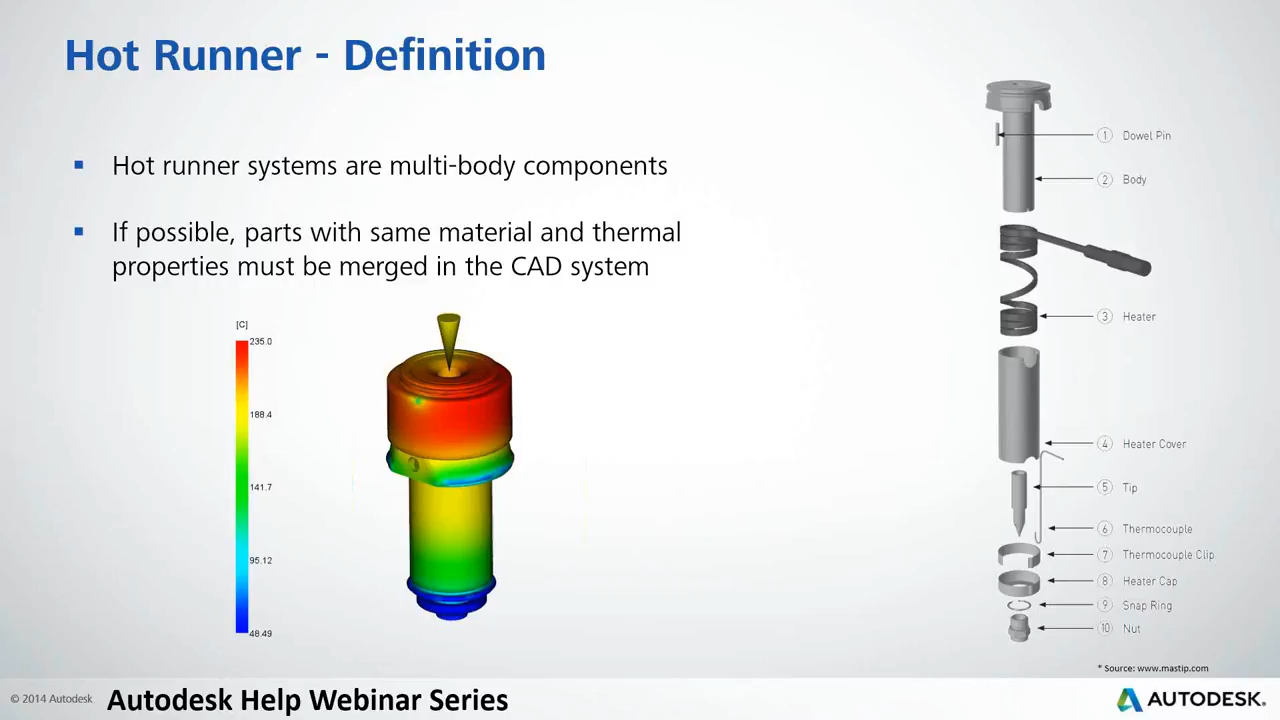 Hot Runner - Definition
Hot runner systems are multi-body components
If possible, parts with same material and thermal
properties must be merged in the CAD system
[C]
235.0
188.4
141.7
95.12
48.49
1 Dowel Pin
2 Body
3 Heater
4 Heater Cover
5 Tip
6 Thermocouple
7 Thermocouple Clip
8 Heater Cap
9 Snap Ring
10 Nut
* Source: www.mastip.com
© 2014 Autodesk
Autodesk Help Webinar Series
AUTODESK.